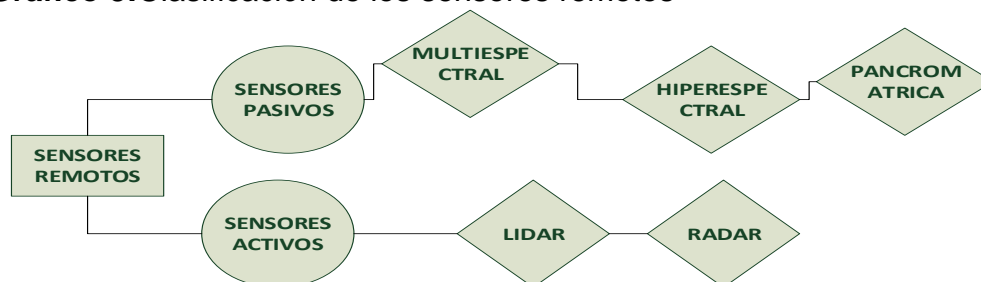 Clasificación de los sensores remotos
MULTIESPE
CTRAL
SENSORES
PASIVOS
HIPERESPE
CTRAL
PANCROM
ATRICA
SENSORES
REMOTOS
SENSORES
ACTIVOS
LIDAR
RADAR